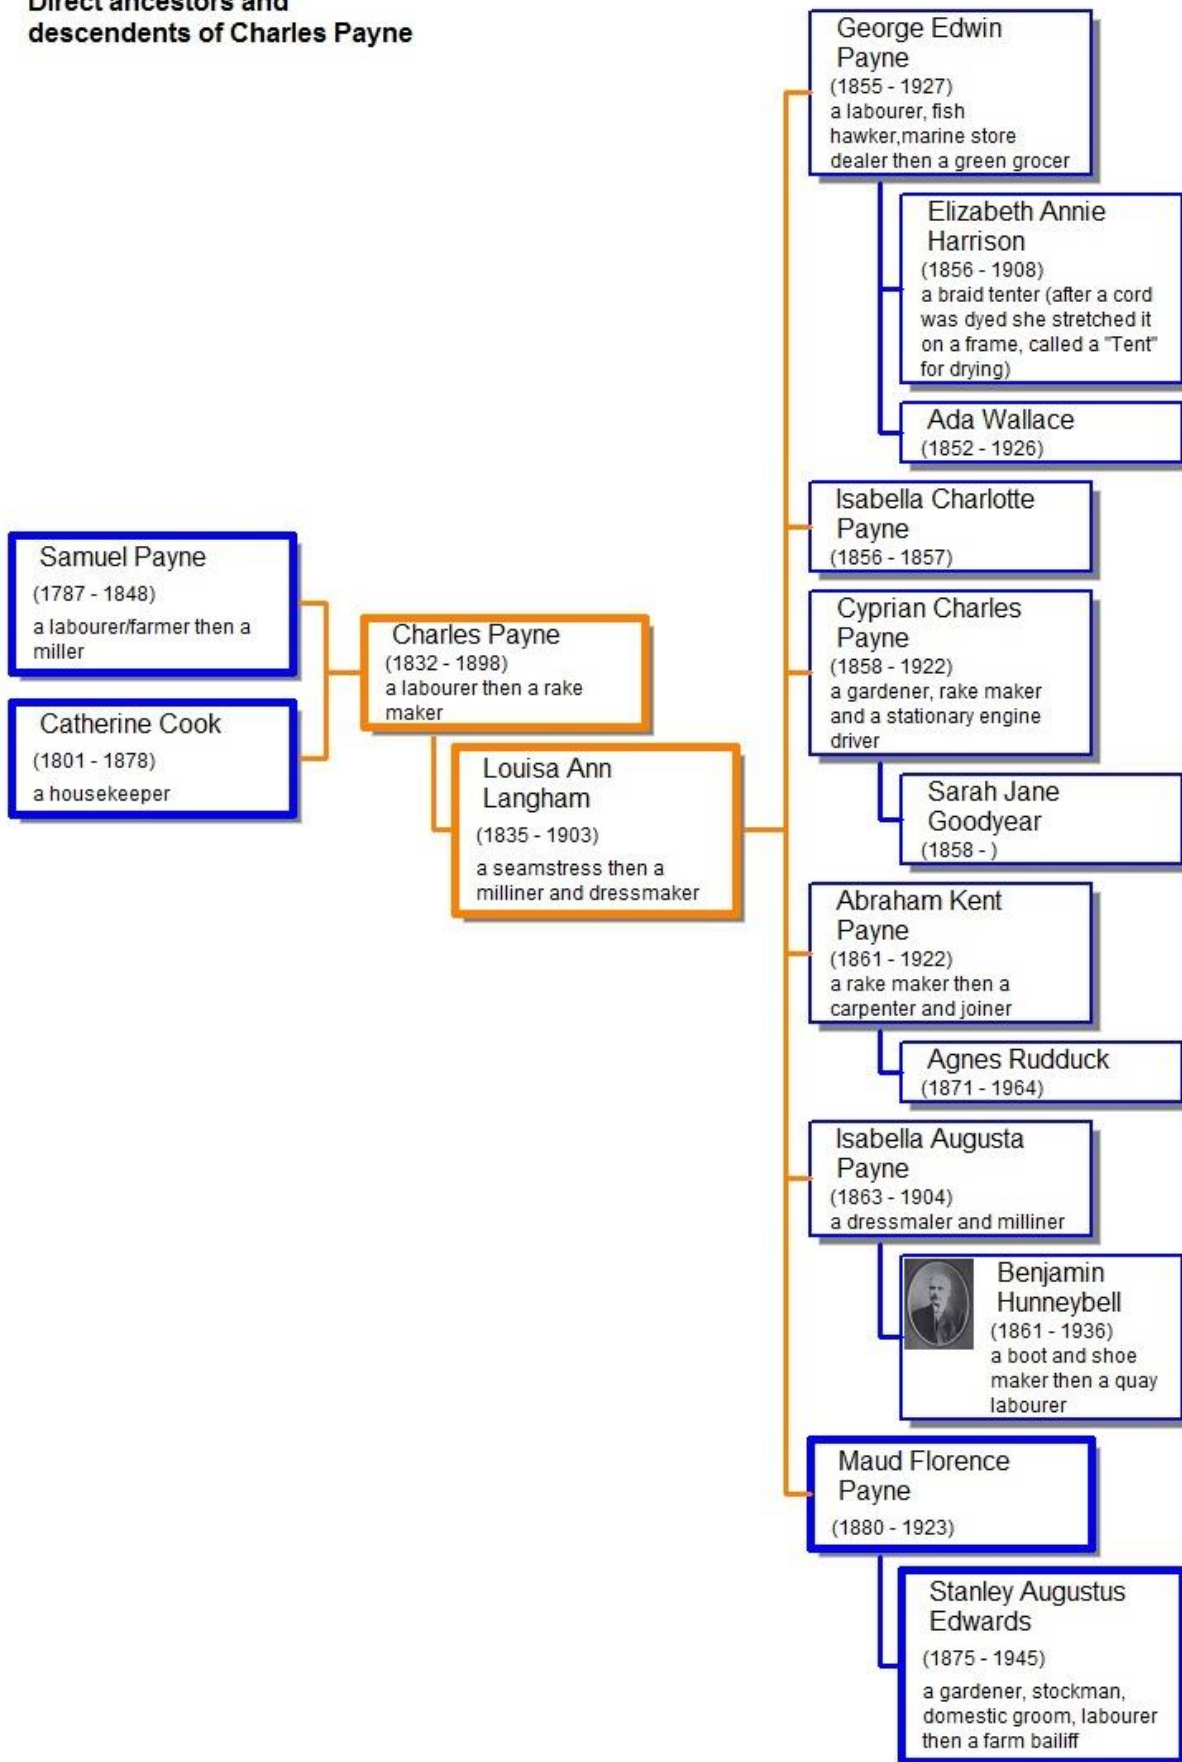 Direct ancestors and
descendents of Charles Payne
George Edwin
Payne
(1855 - 1927)
a labourer, fish
hawker,marine store
dealer then a green grocer
Elizabeth Annie
Harrison
(1856 - 1908)
a braid tenter (after a cord
was dyed she stretched it
on a frame, called a "Tent"
for drying)
Ada Wallace
(1852 - 1926)
Isabella Charlotte
Payne
(1856 - 1857)
Samuel Payne
(1787 - 1848)
a labourer/farmer then a
miller
Catherine Cook
(1801 - 1878)
a housekeeper
Charles Payne
(1832 - 1898)
a labourer then a rake
maker
Louisa Ann
Langham
(1835 - 1903)
a seamstress then a
milliner and dressmaker
Cyprian Charles
Payne
(1858 - 1922)
a gardener, rake maker
and a stationary engine
driver
Sarah Jane
Goodyear
(1858 - )
Abraham Kent
Payne
(1861 - 1922)
a rake maker then a
carpenter and joiner
Agnes Rudduck
(1871 - 1964)
Isabella Augusta
Payne
(1863 - 1904)
a dressmaler and milliner
Benjamin
Hunneybell
(1861 - 1936)
a boot and shoe
maker then a quay
labourer
Maud Florence
Payne
(1880 - 1923)
Stanley Augustus
Edwards
(1875 - 1945)
a gardener, stockman,
domestic groom, labourer
then a farm bailiff